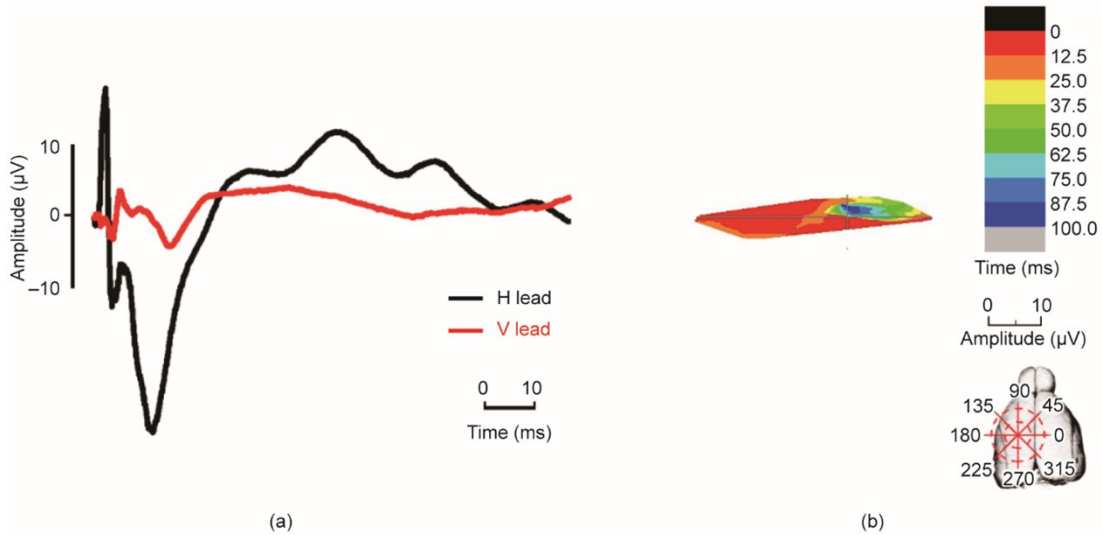 Amplitude (μV)
10
0
–10
H lead
V lead
0 10
Time (ms)
(a)
0
12.5
25.0
37.5
50.0
62.5
75.0
87.5
100.0
Time (ms)
0 10
Amplitude (μV)
90
135 45
180 0
225 315
270
(b)